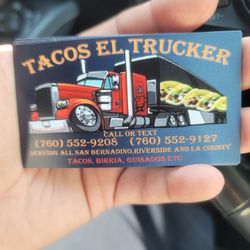 TACOS EL TRUCKER
CALL OR TEXT
(760) 552-9208 (760) 552-9127
SERVING ALL SAN BERNADINO,RIVERSIDE AND LA COUNTY
TACOS, BIRRIA, GUISADOS ETC